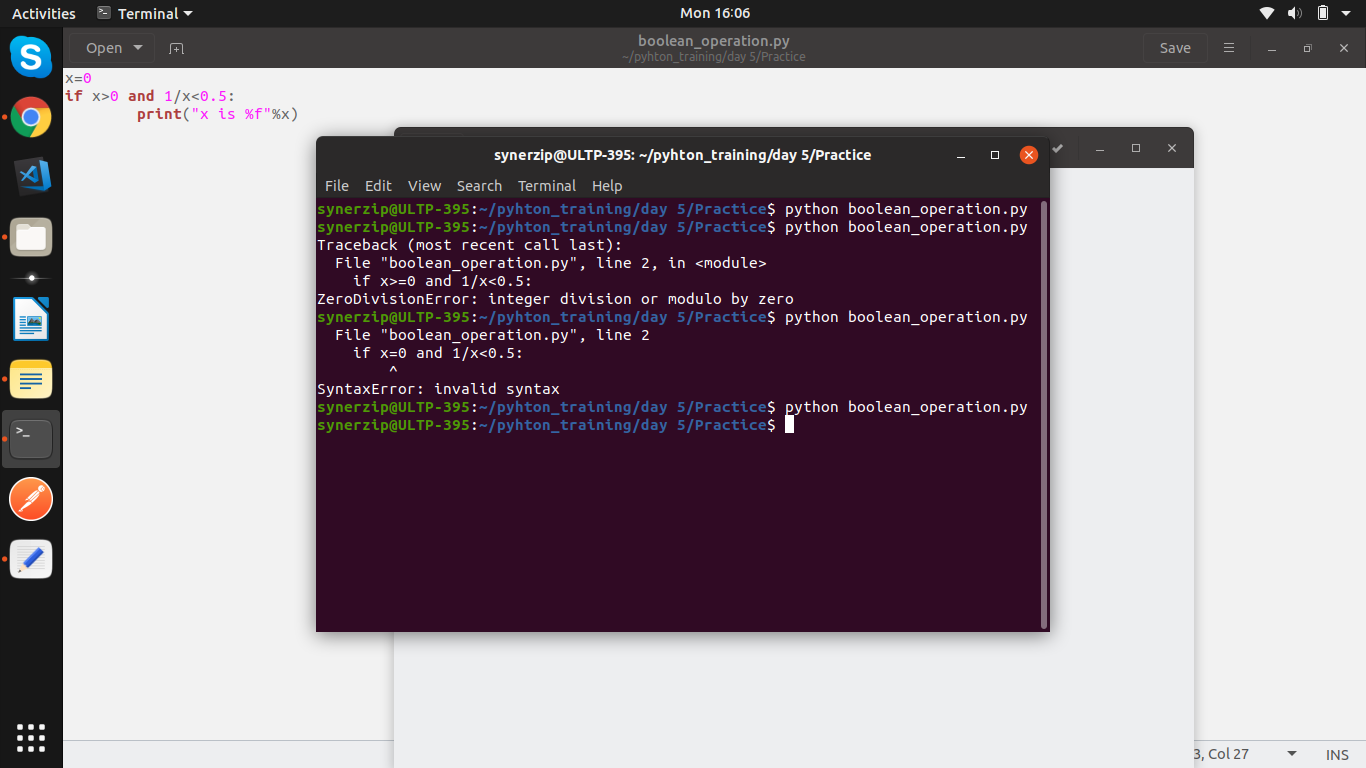 Activities Terminal Mon 16:06
Open boolean_operation.py Save
~/pyhton_training/day 5/Practice
x=0
if x>0 and 1/x<0.5:
        print("x is %f"%x)
synerzip@ULTP-395: ~/pyhton_training/day 5/Practice
File Edit View Search Terminal Help
synerzip@ULTP-395:~/pyhton_training/day 5/Practice$ python boolean_operation.py
synerzip@ULTP-395:~/pyhton_training/day 5/Practice$ python boolean_operation.py
Traceback (most recent call last):
  File "boolean_operation.py", line 2, in <module>
    if x>=0 and 1/x<0.5:
ZeroDivisionError: integer division or modulo by zero
synerzip@ULTP-395:~/pyhton_training/day 5/Practice$ python boolean_operation.py
  File "boolean_operation.py", line 2
    if x=0 and 1/x<0.5:
        ^
SyntaxError: invalid syntax
synerzip@ULTP-395:~/pyhton_training/day 5/Practice$ python boolean_operation.py
synerzip@ULTP-395:~/pyhton_training/day 5/Practice$
3, Col 27 INS